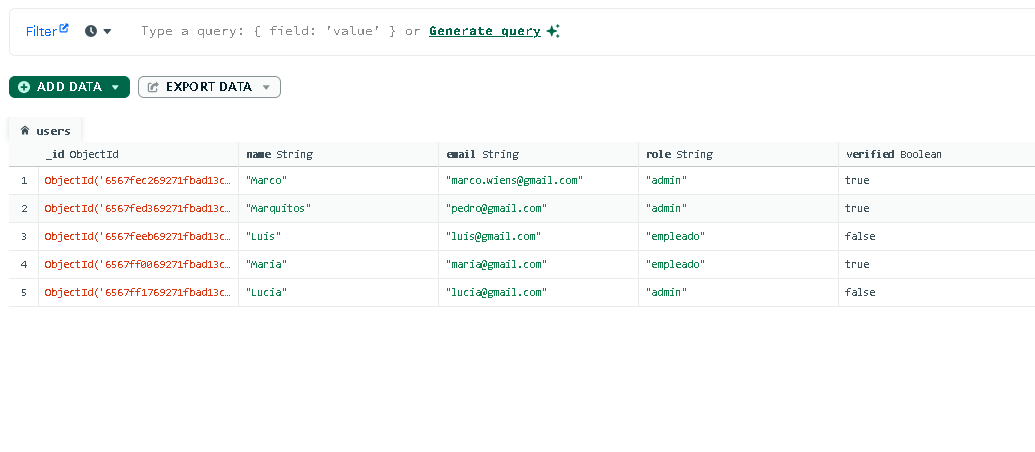 Filter Type a query: { field: 'value' } or Generate query
ADD DATA EXPORT DATA
users
_id ObjectId name String email String role String verified Boolean
1 ObjectId('6567fec269271fbad13c… "Marco" "marco.wiens@gmail.com" "admin" true
2 ObjectId('6567fed369271fbad13c… "Marquitos" "pedro@gmail.com" "admin" true
3 ObjectId('6567feeb69271fbad13c… "Luis" "luis@gmail.com" "empleado" false
4 ObjectId('6567ff0069271fbad13c… "Maria" "maria@gmail.com" "empleado" true
5 ObjectId('6567ff1769271fbad13c… "Lucia" "lucia@gmail.com" "admin" false